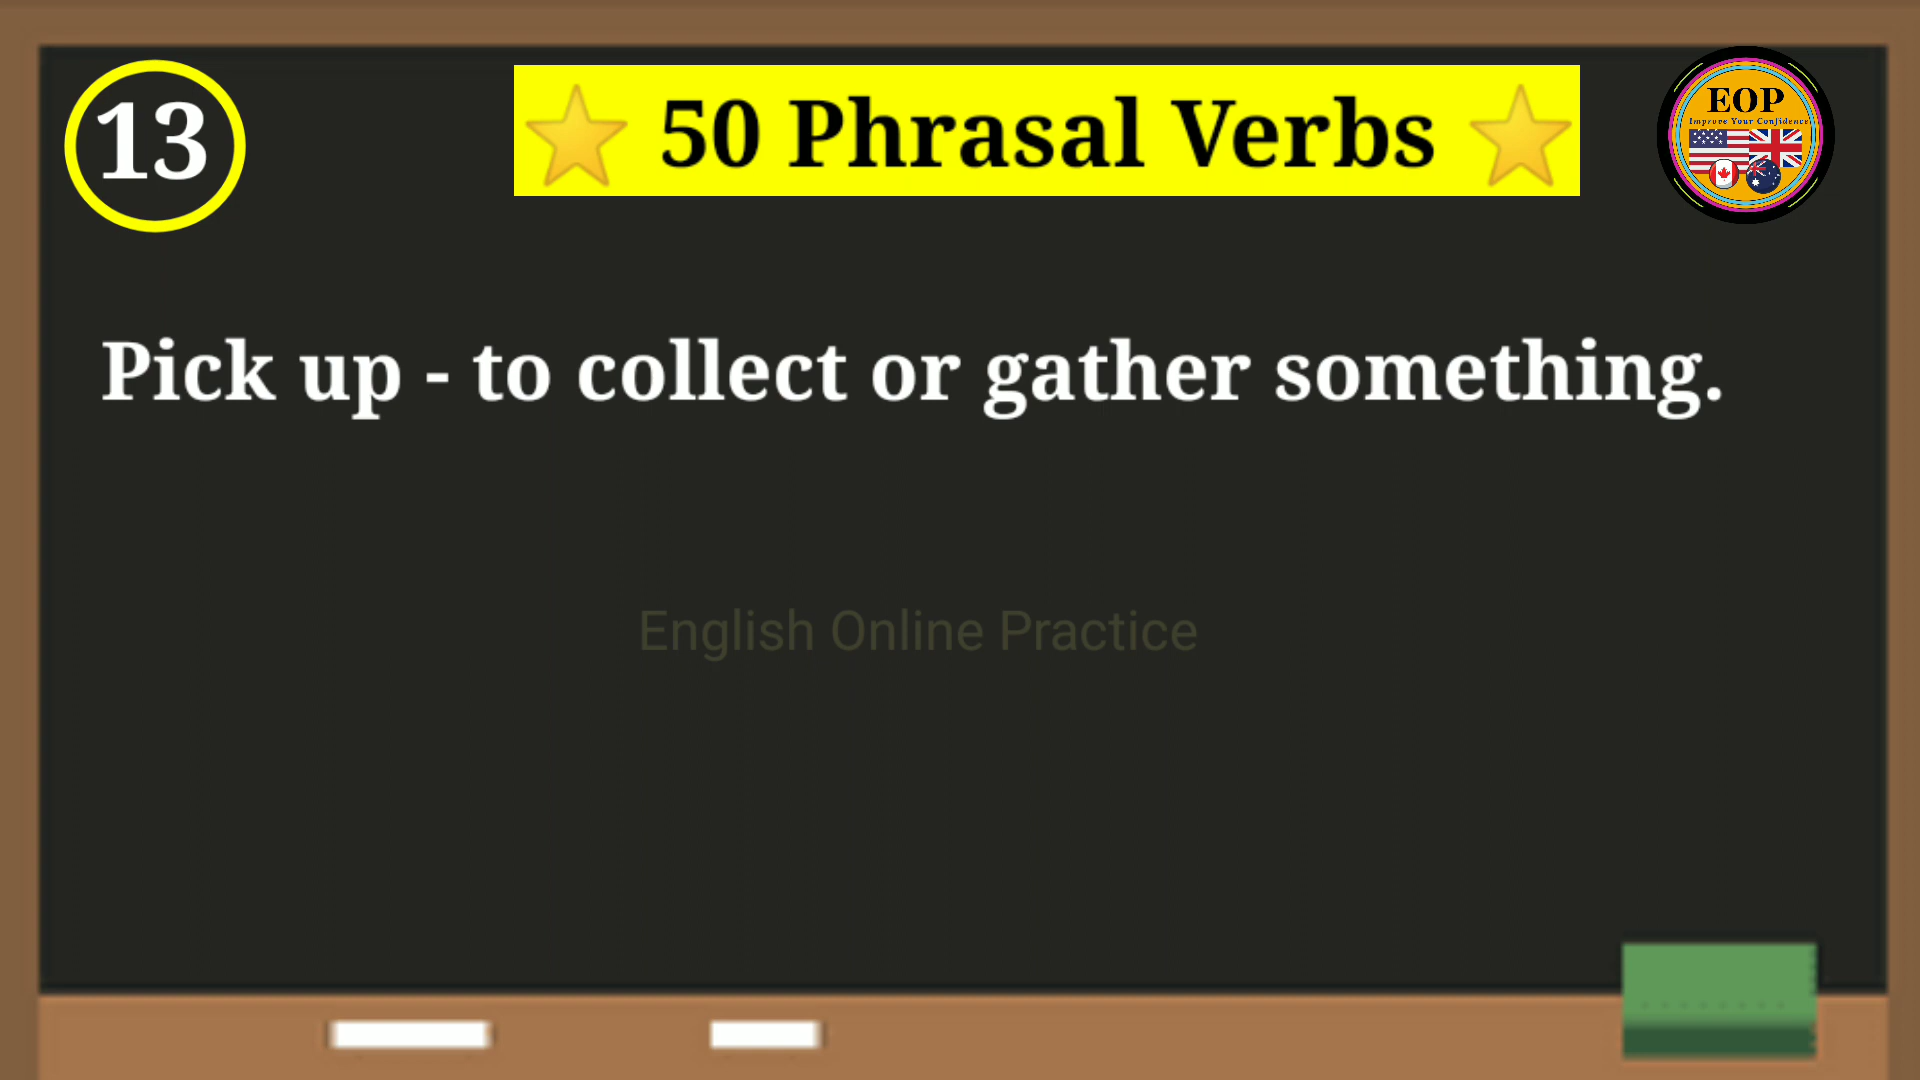 13
⭐ 50 Phrasal Verbs ⭐
EOP
Improve Your Confidence
Pick up - to collect or gather something.
English Online Practice